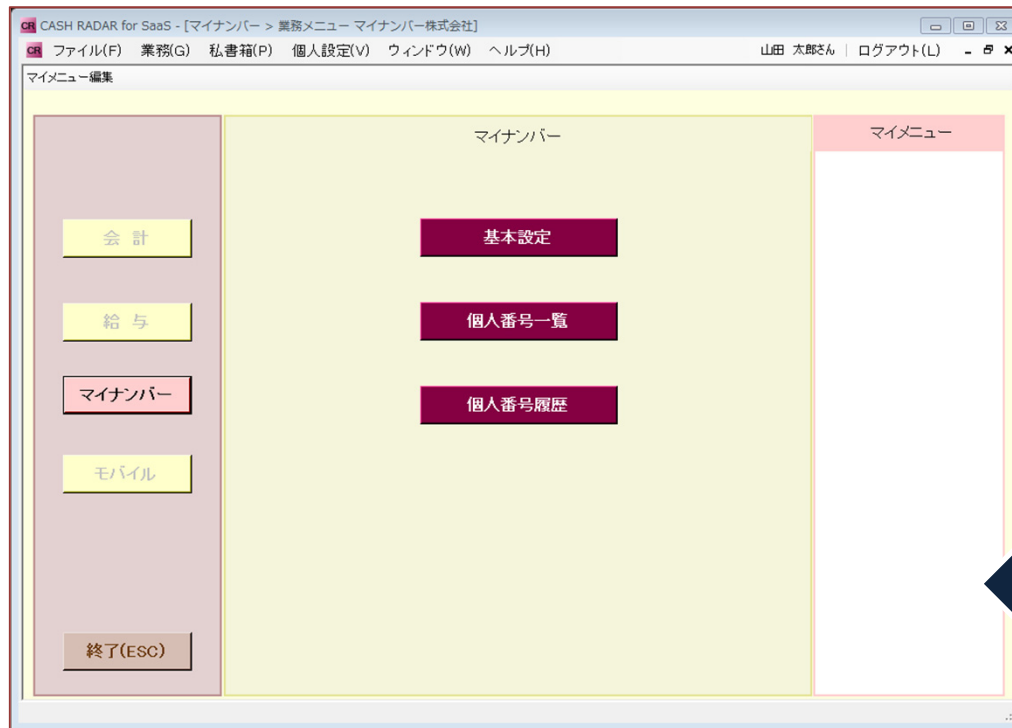 CR CASH RADAR for SaaS - [マイナンバー > 業務メニュー マイナンバー株式会社]
CR ファイル(F) 業務(G) 私書箱(P) 個人設定(V) ウィンドウ(W) ヘルプ(H) 山田 太郎さん | ログアウト(L)
マイメニュー編集
マイナンバー
マイメニュー
会 計
基本設定
給 与
個人番号一覧
マイナンバー
個人番号履歴
モバイル
終了(ESC)